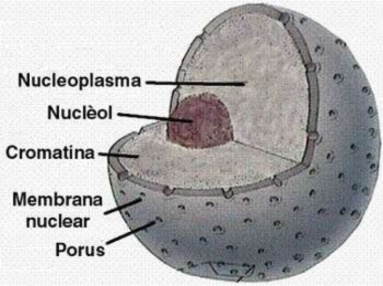 Nucleoplasma
Nuclèol
Cromatina
Membrana
nuclear
Porus